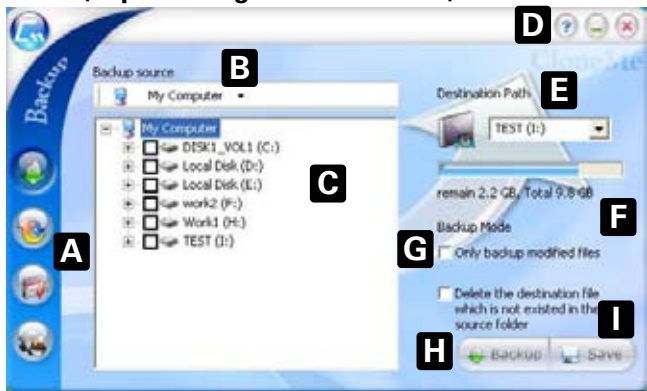 D
CloneMe
Backup
Backup source
B
My Computer
Destination Path
E
TEST (I:)
My Computer
DISK1_VOL1 (C:)
Local Disk (D:)
Local Disk (E:)
work2 (F:)
Work1 (H:)
TEST (I:)
C
remain 2.2 GB, Total 9.8 GB
F
Backup Mode
A
G
Only backup modified files
Delete the destination file
which is not existed in the
source folder
I
H
Backup
Save